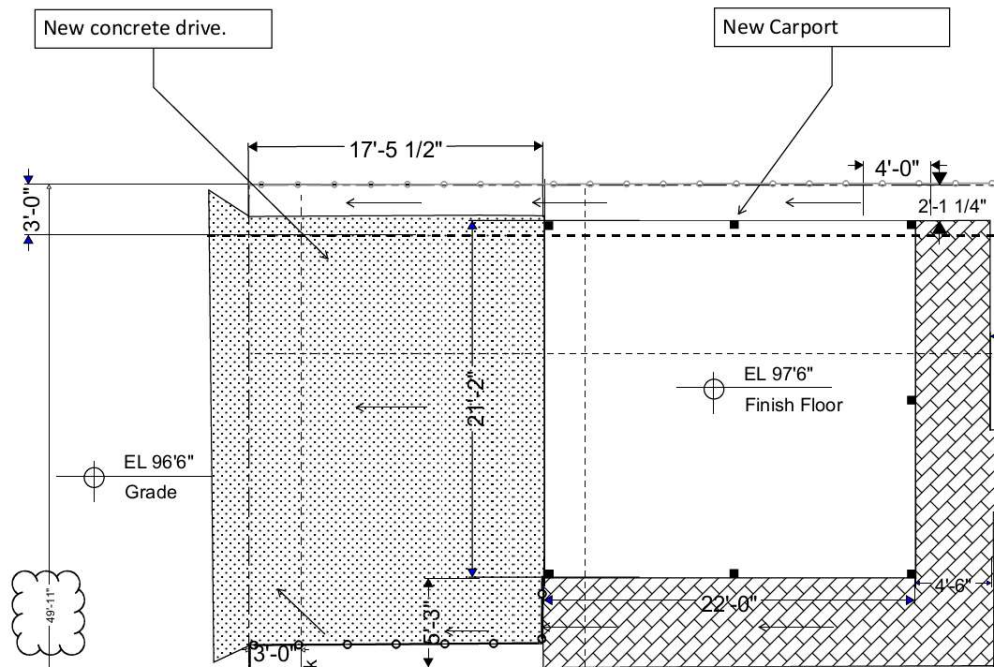 New concrete drive.
New Carport
17'-5 1/2"
4'-0"
3'-0"
2'-1 1/4"
21'-2"
EL 97'6"
Finish Floor
EL 96'6"
Grade
49'-11"
5'-3"
22'-0"
4'-6"
3'-0"